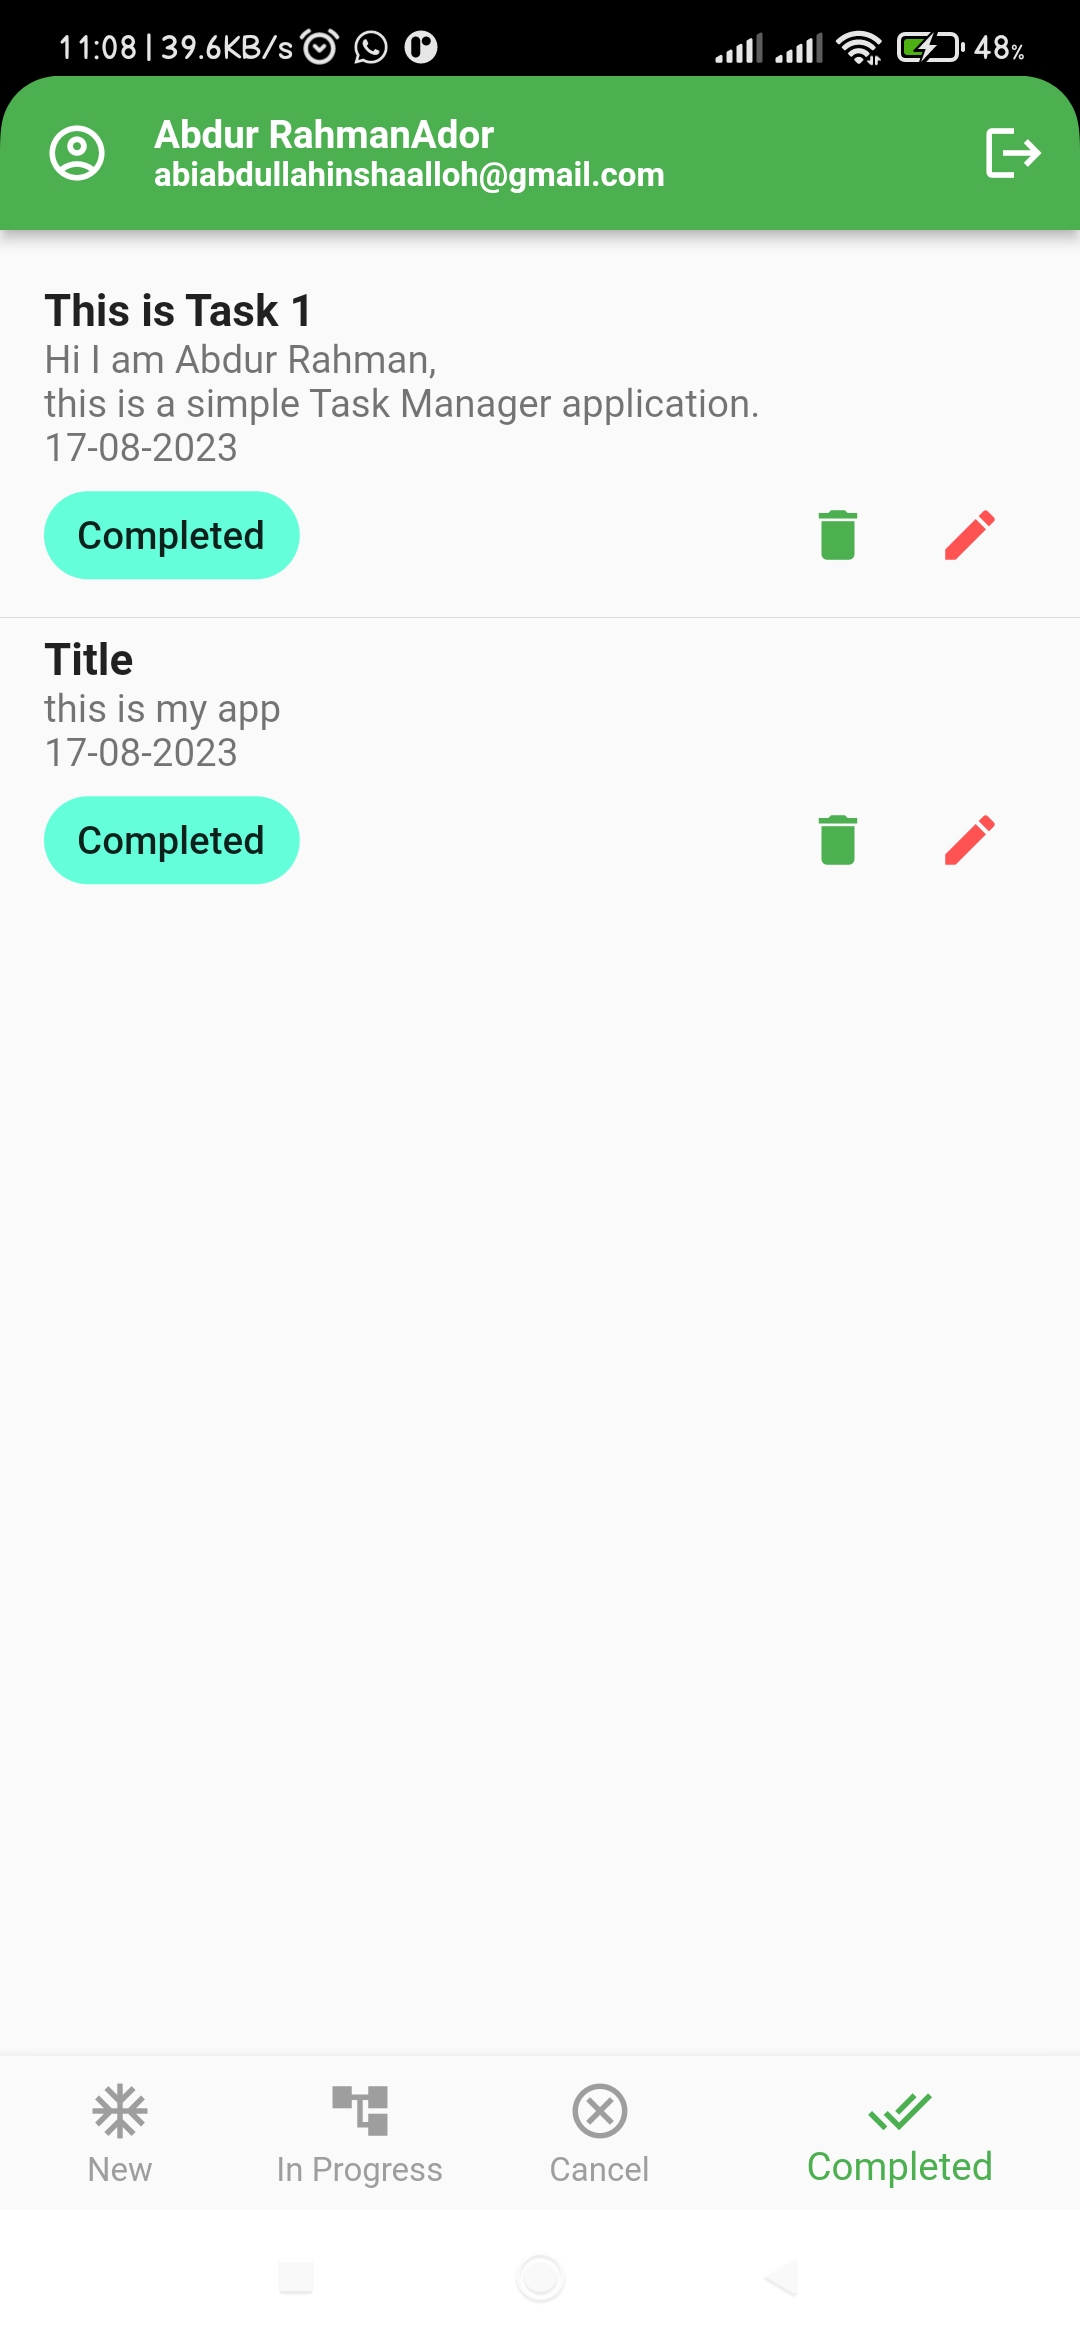 11:08 | 39.6KB/s
48%
Abdur RahmanAdor
abiabdullahinshaalloh@gmail.com
This is Task 1
Hi I am Abdur Rahman,
this is a simple Task Manager application.
17-08-2023
Completed
Title
this is my app
17-08-2023
Completed
New
In Progress
Cancel
Completed